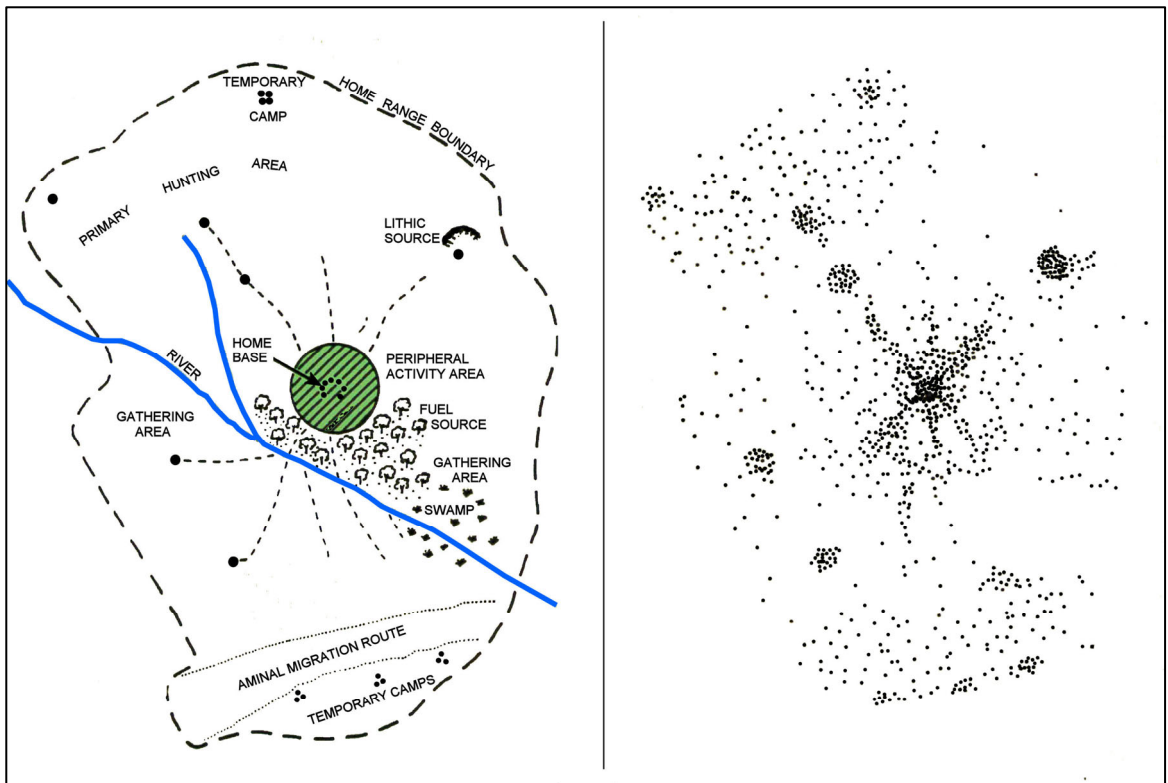 TEMPORARY
CAMP
HOME RANGE BOUNDARY
AREA
HUNTING
PRIMARY
LITHIC
SOURCE
HOME
BASE
RIVER
PERIPHERAL
ACTIVITY AREA
GATHERING
AREA
FUEL
SOURCE
GATHERING
AREA
SWAMP
AMINAL MIGRATION ROUTE
TEMPORARY CAMPS